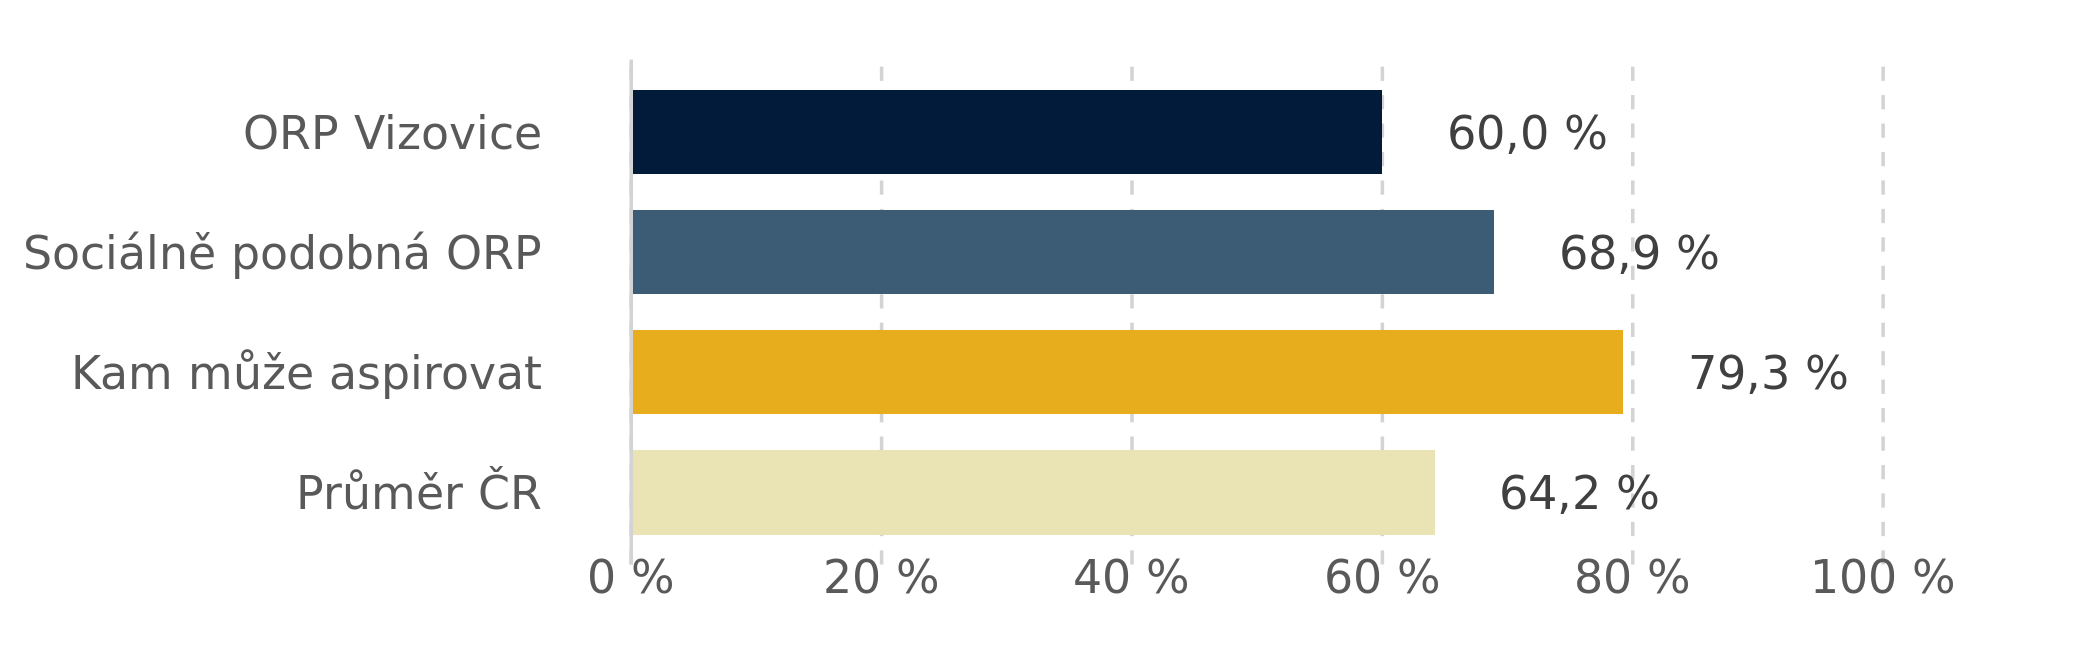 ORP Vizovice 60,0 %
Sociálně podobná ORP 68,9 %
Kam může aspirovat 79,3 %
Průměr ČR 64,2 %
0 % 20 % 40 % 60 % 80 % 100 %